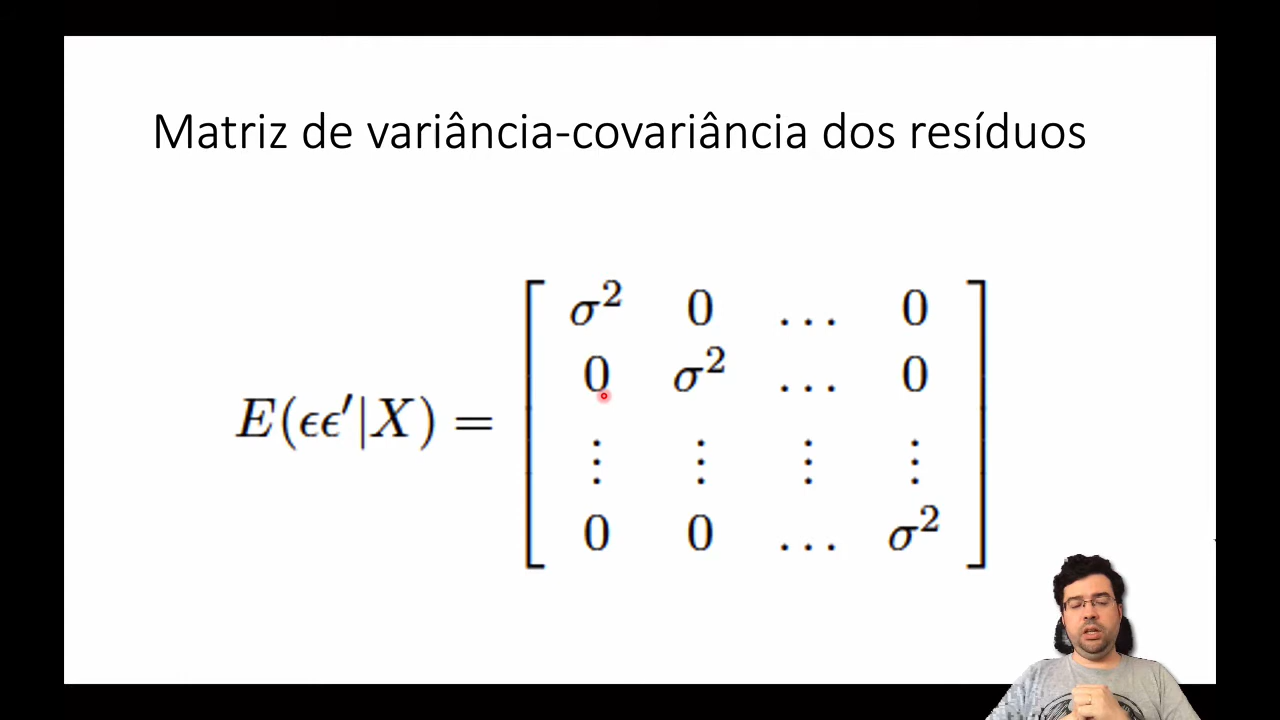 Matriz de variância-covariância dos resíduos
E(ϵϵ′|X) =
σ² 0 … 0
0 σ² … 0
⋮ ⋮ ⋮ ⋮
0 0 … σ²